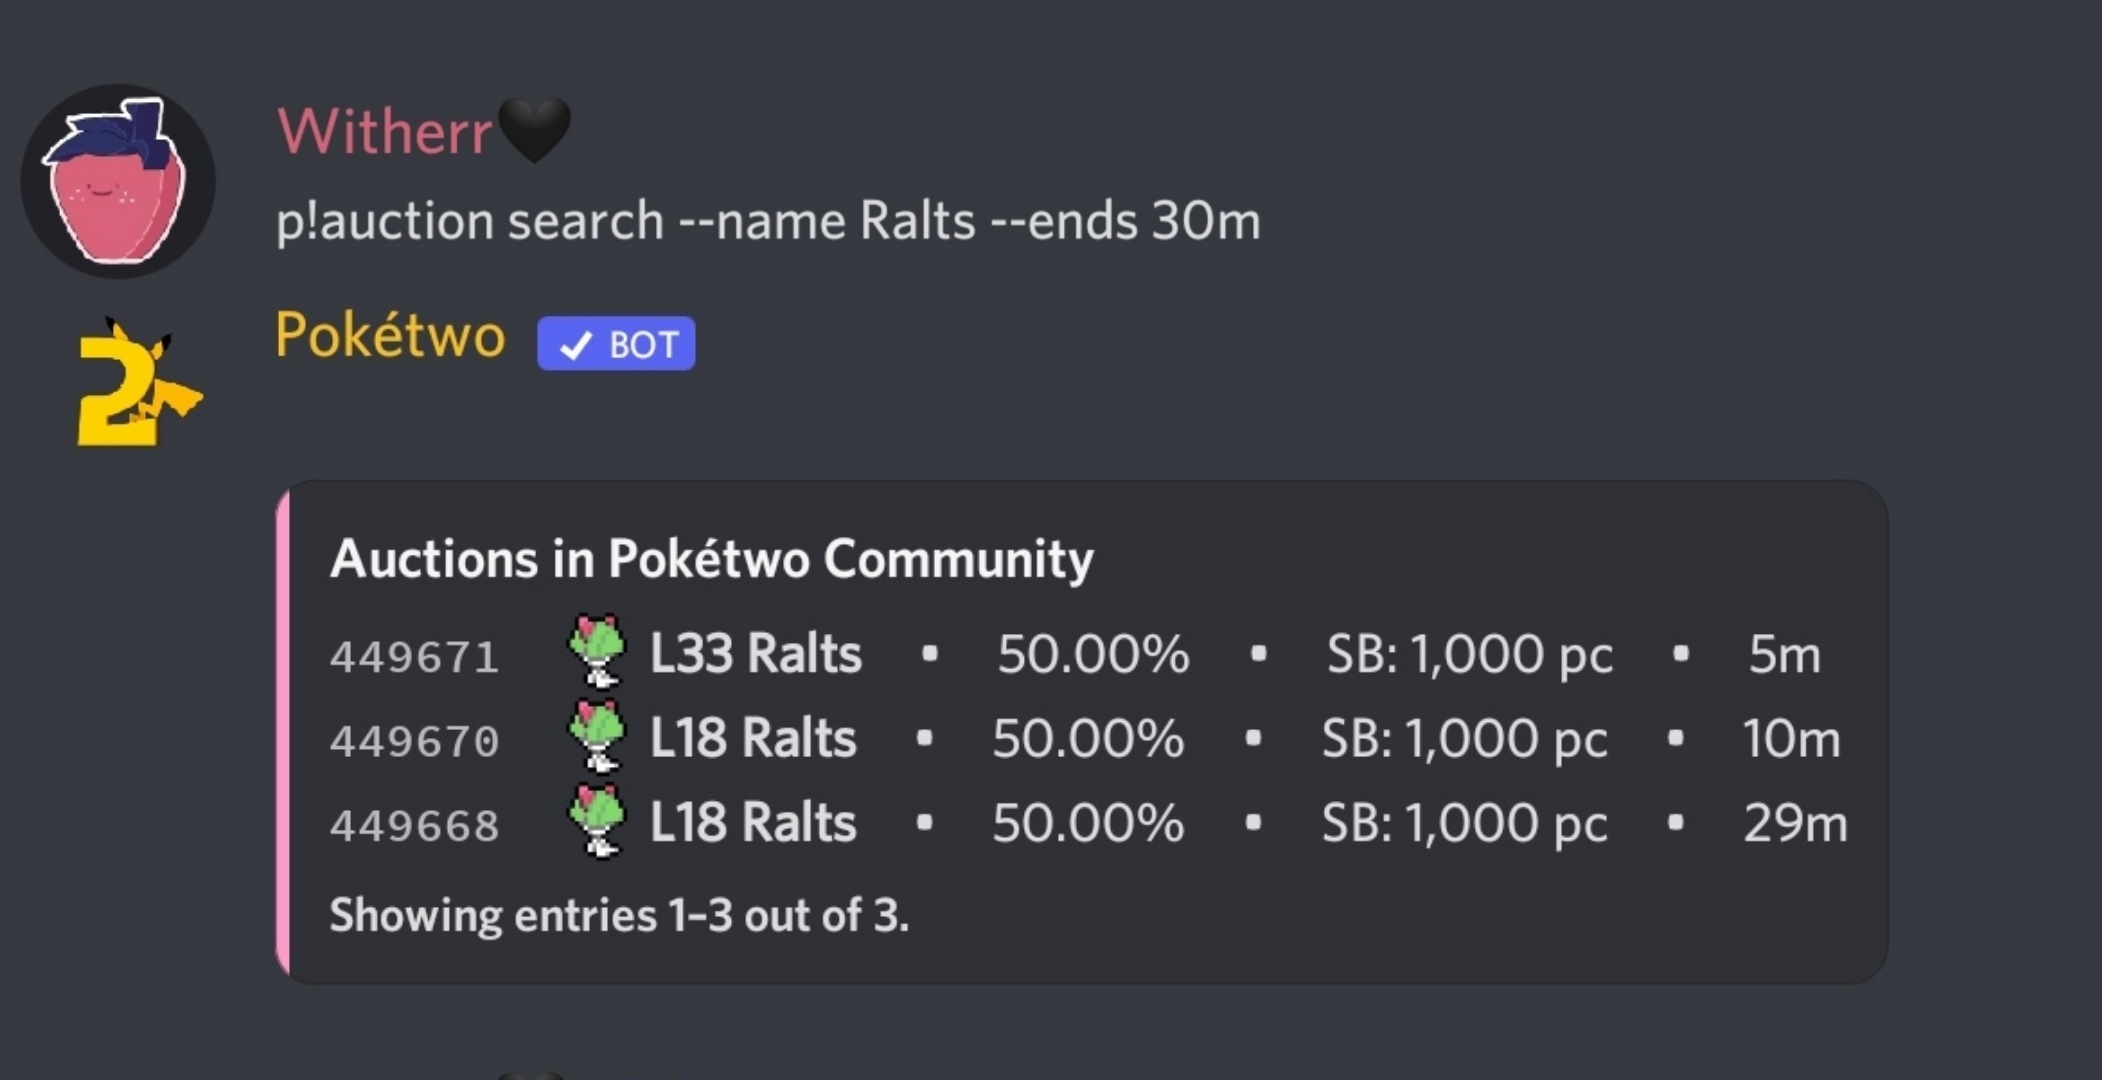 Witherr🖤
p!auction search --name Ralts --ends 30m
Pokétwo ✓ BOT
Auctions in Pokétwo Community
449671 L33 Ralts • 50.00% • SB: 1,000 pc • 5m
449670 L18 Ralts • 50.00% • SB: 1,000 pc • 10m
449668 L18 Ralts • 50.00% • SB: 1,000 pc • 29m
Showing entries 1–3 out of 3.